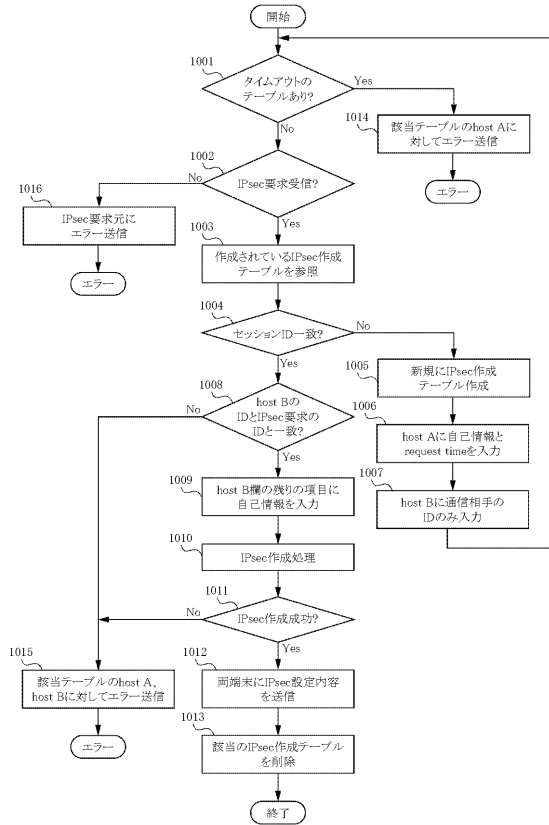 開始
1001
タイムアウトの
テーブルあり?
Yes
No
1014
該当テーブルのhost Aに
対してエラー送信
エラー
1002
IPsec要求受信?
No
Yes
1016
IPsec要求元に
エラー送信
エラー
1003
作成されているIPsec作成
テーブルを参照
1004
セッションID一致?
No
Yes
1005
新規にIPsec作成
テーブル作成
1006
host Aに自己情報と
request timeを入力
1007
host Bに通信相手の
IDのみ入力
1008
host Bの
IDとIPsec要求の
IDと一致?
No
Yes
1009
host B欄の残りの項目に
自己情報を入力
1010
IPsec作成処理
1011
IPsec作成成功?
No
Yes
1015
該当テーブルのhost A、
host Bに対してエラー送信
エラー
1012
両端末にIPsec設定内容
を送信
1013
該当のIPsec作成テーブル
を削除
終了